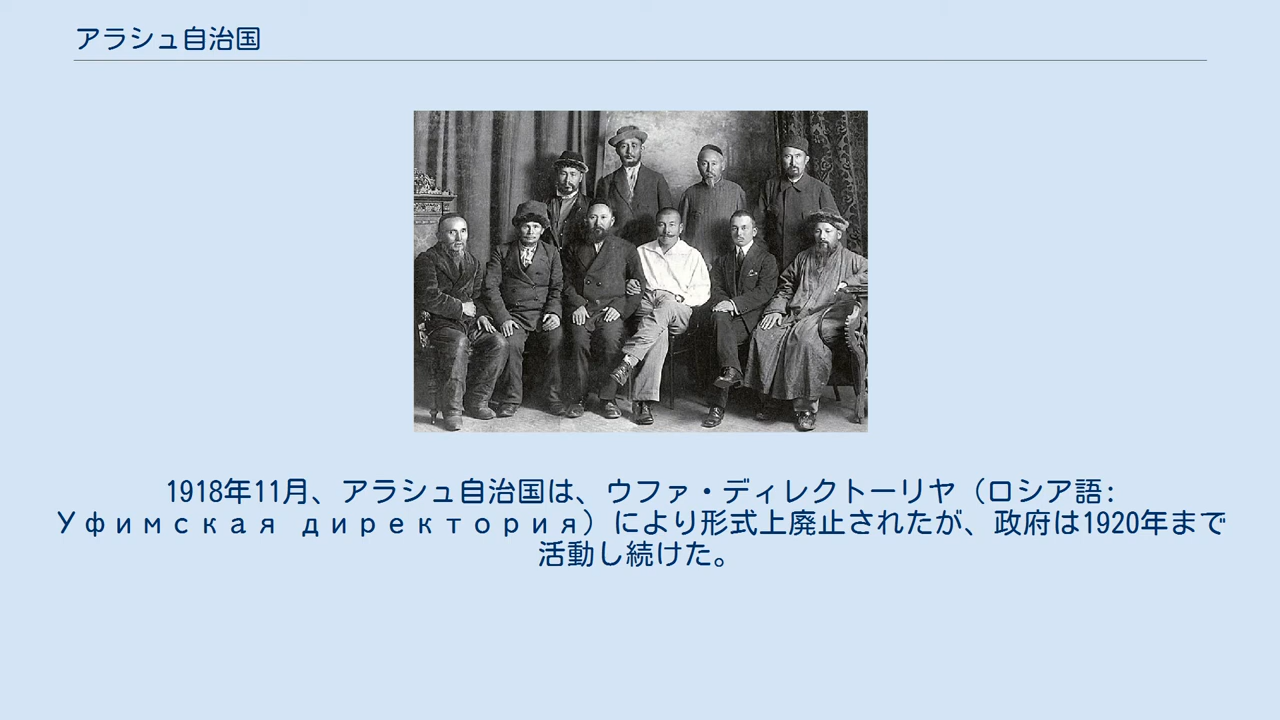 アラシュ自治国
1918年11月、アラシュ自治国は、ウファ・ディレクトーリヤ（ロシア語:
Уфимская директория）により形式上廃止されたが、政府は1920年まで
活動し続けた。